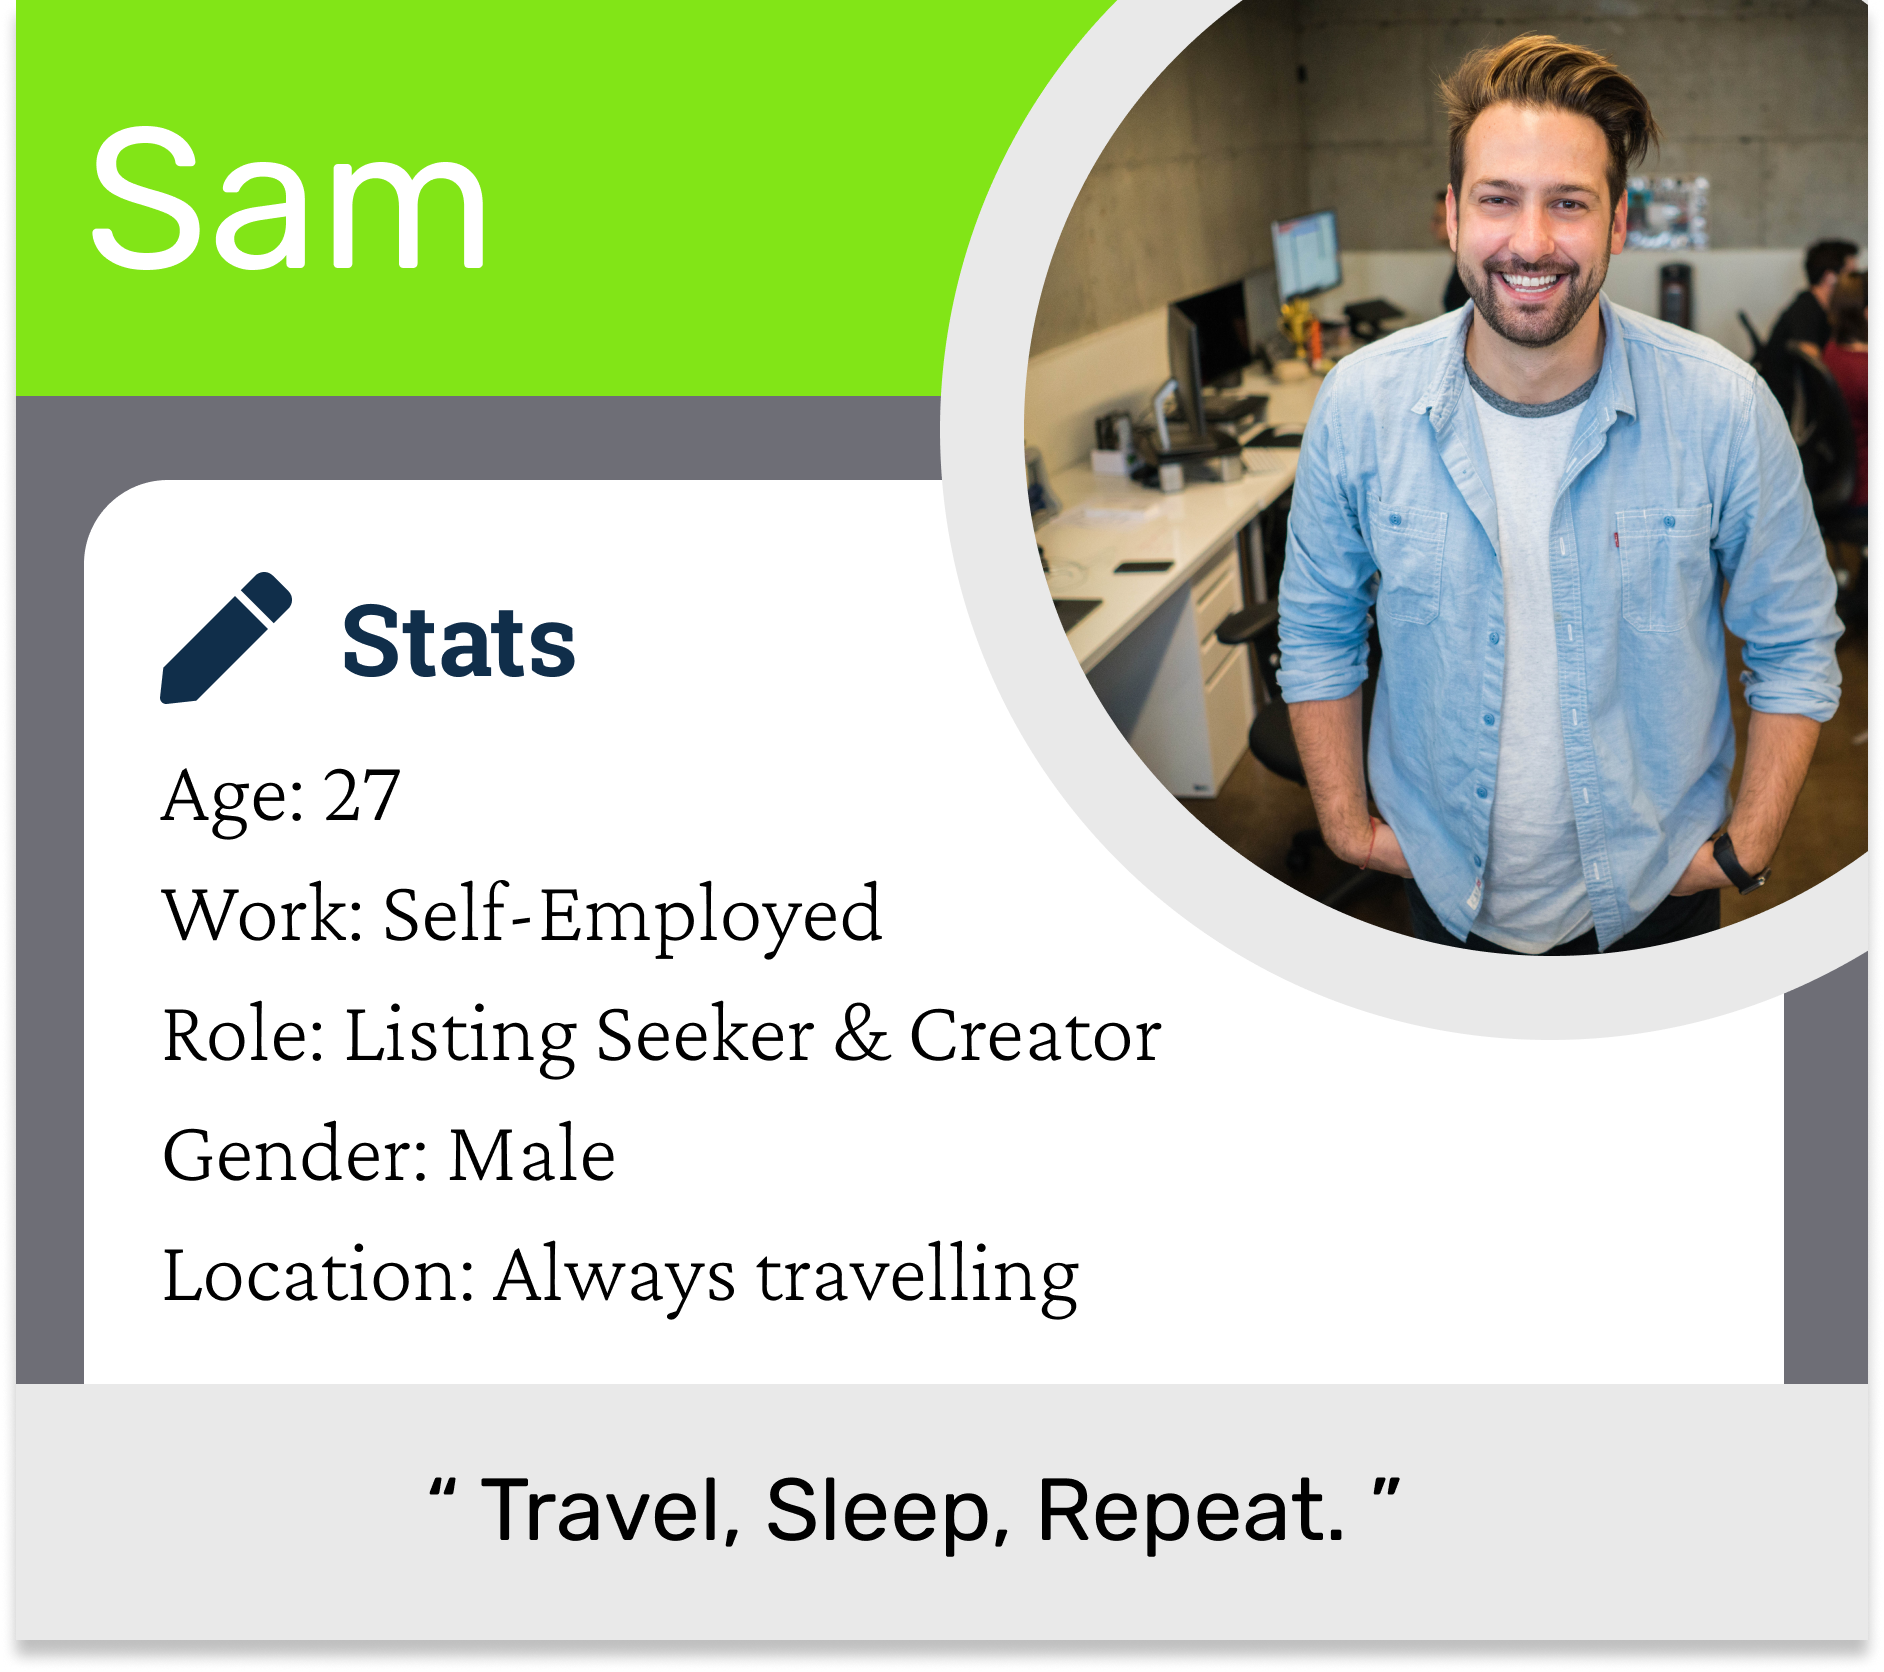 Sam
Stats
Age: 27
Work: Self-Employed
Role: Listing Seeker & Creator
Gender: Male
Location: Always travelling
“ Travel, Sleep, Repeat. ”